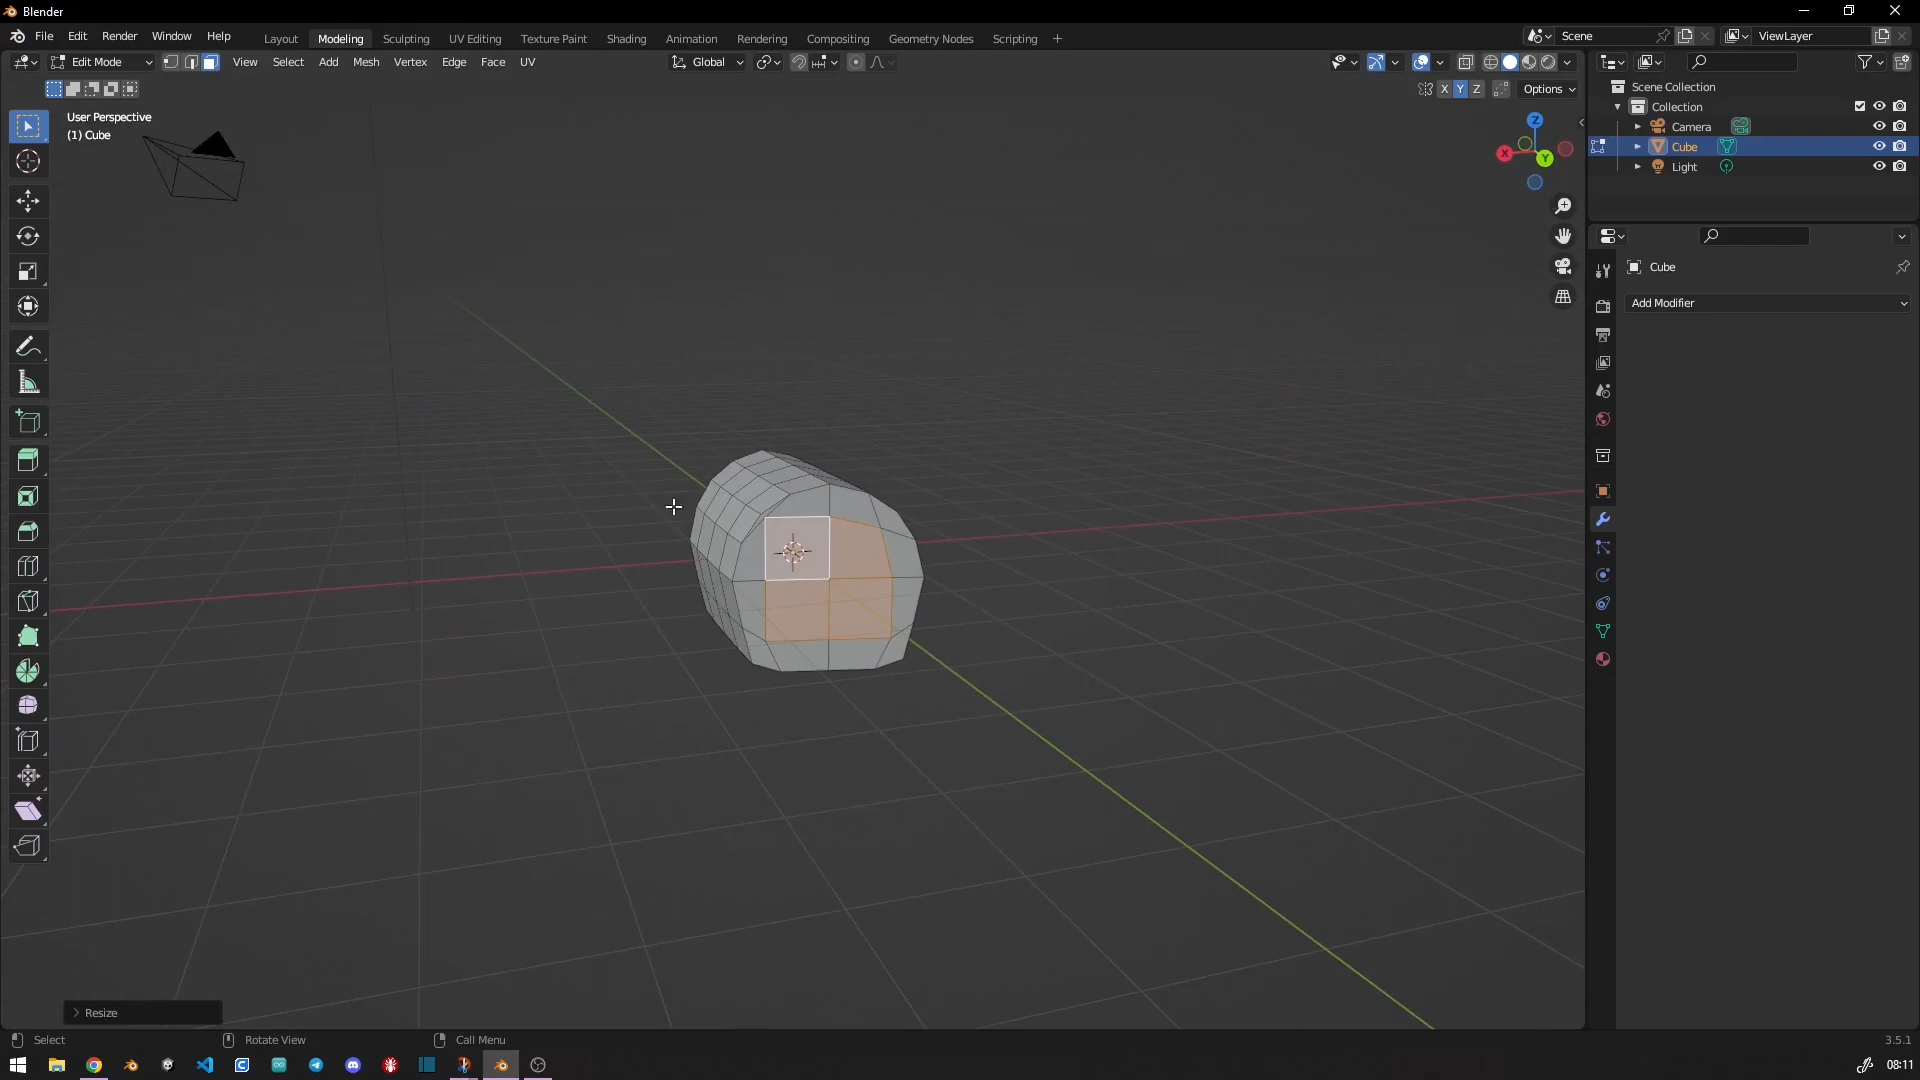 Blender
File Edit Render Window Help
Layout Modeling Sculpting UV Editing Texture Paint Shading Animation Rendering Compositing Geometry Nodes Scripting +
Scene
ViewLayer
Edit Mode
View Select Add Mesh Vertex Edge Face UV
Global
X Y Z
Options
User Perspective
(1) Cube
Z
X
Y
Scene Collection
Collection
Camera
Cube
Light
Cube
Add Modifier
Resize
Select
Rotate View
Call Menu
3.5.1
08:11